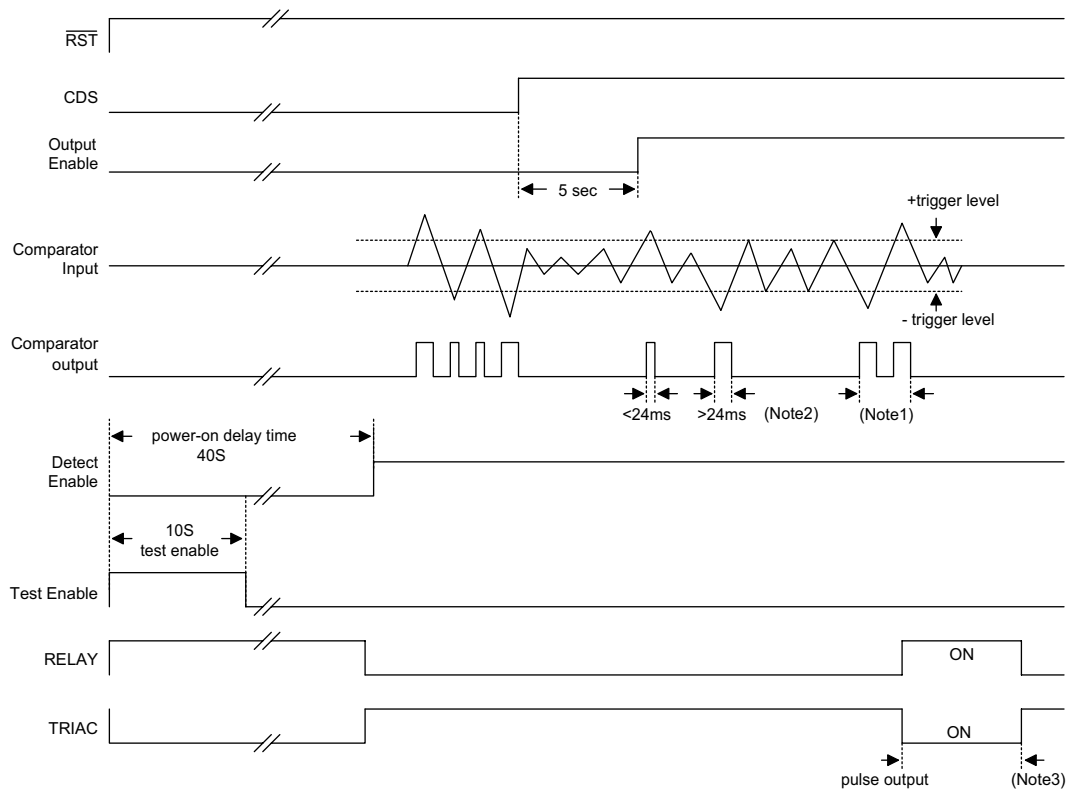 RST
CDS
Output
Enable
5 sec
+trigger level
Comparator
Input
- trigger level
Comparator
output
<24ms
>24ms
(Note2)
(Note1)
power-on delay time
40S
Detect
Enable
10S
test enable
Test Enable
RELAY
ON
TRIAC
ON
pulse output
(Note3)